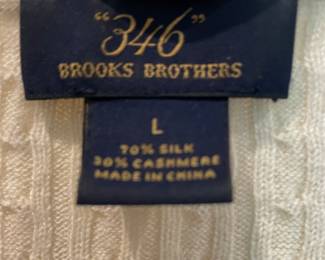 "346"
BROOKS BROTHERS
L
70% SILK
30% CASHMERE
MADE IN CHINA